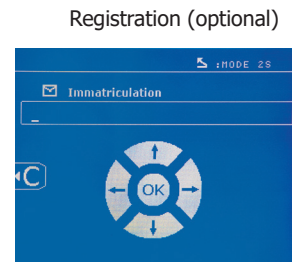 Registration (optional)
:MODE 2S
Immatriculation
_
C
OK